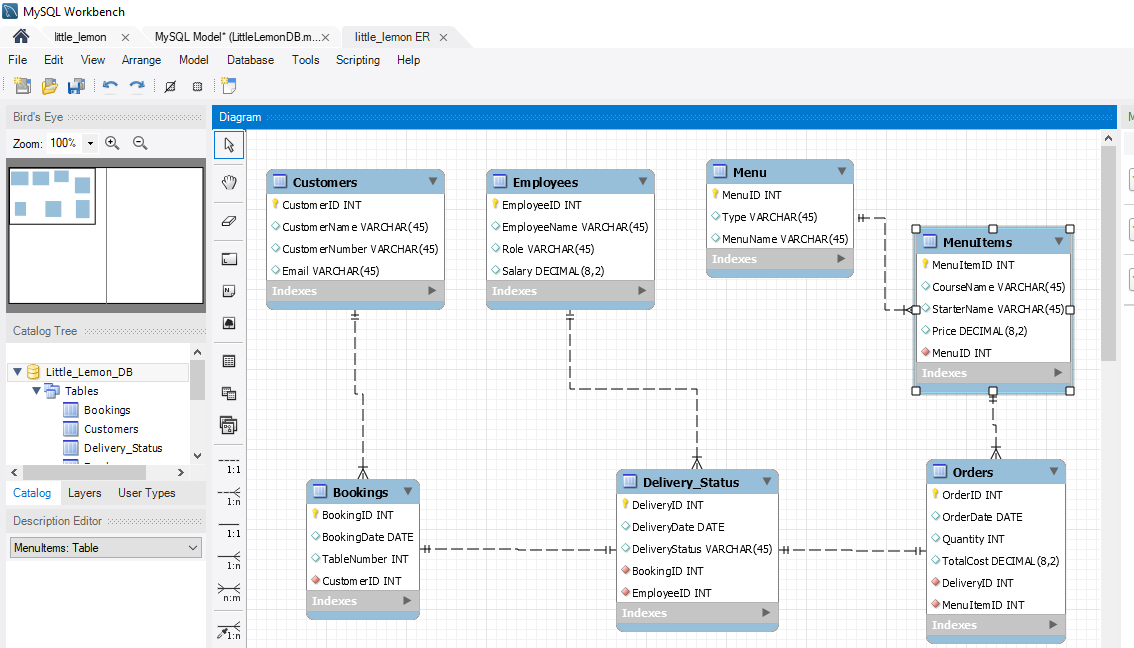 MySQL Workbench
little_lemon
MySQL Model* (LittleLemonDB.m...
little_lemon ER
File Edit View Arrange Model Database Tools Scripting Help
Bird's Eye
Zoom: 100%
Catalog Tree
Little_Lemon_DB
Tables
Bookings
Customers
Delivery_Status
Catalog Layers User Types
Description Editor
MenuItems: Table
Diagram
1:1
1:n
1:1
1:n
n:m
1:n
Customers
CustomerID INT
CustomerName VARCHAR(45)
CustomerNumber VARCHAR(45)
Email VARCHAR(45)
Indexes
Employees
EmployeeID INT
EmployeeName VARCHAR(45)
Role VARCHAR(45)
Salary DECIMAL(8,2)
Indexes
Menu
MenuID INT
Type VARCHAR(45)
MenuName VARCHAR(45)
Indexes
MenuItems
MenuItemID INT
CourseName VARCHAR(45)
StarterName VARCHAR(45)
Price DECIMAL(8,2)
MenuID INT
Indexes
Bookings
BookingID INT
BookingDate DATE
TableNumber INT
CustomerID INT
Indexes
Delivery_Status
DeliveryID INT
DeliveryDate DATE
DeliveryStatus VARCHAR(45)
BookingID INT
EmployeeID INT
Indexes
Orders
OrderID INT
OrderDate DATE
Quantity INT
TotalCost DECIMAL(8,2)
DeliveryID INT
MenuItemID INT
Indexes